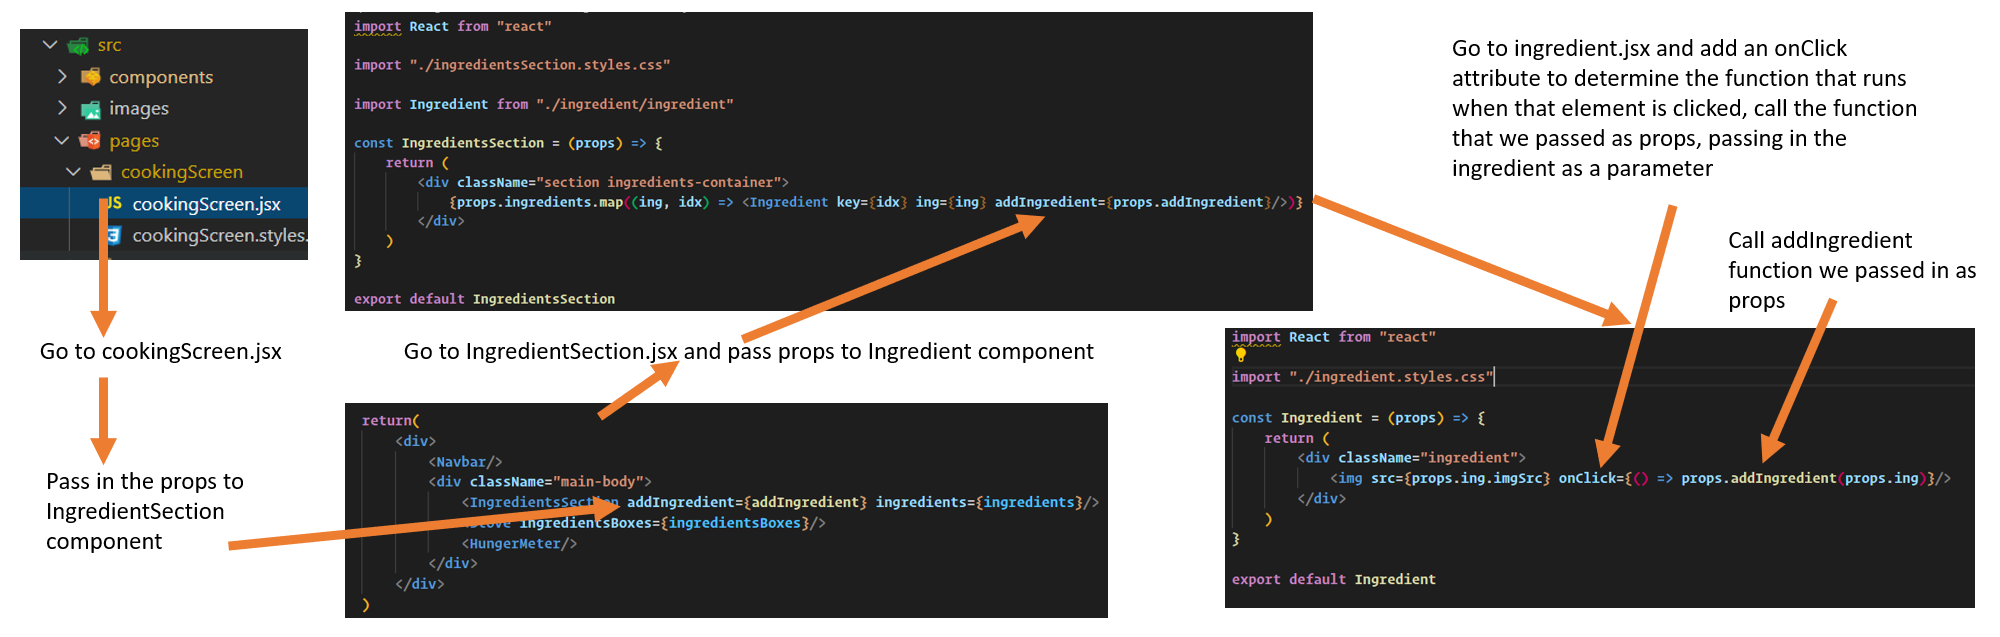 src
components
images
pages
cookingScreen
JS cookingScreen.jsx
cookingScreen.styles.
Go to cookingScreen.jsx
Pass in the props to
IngredientSection
component
import React from "react"
import "./ingredientsSection.styles.css"
import Ingredient from "./ingredient/ingredient"
const IngredientsSection = (props) => {
return (
<div className="section ingredients-container">
{props.ingredients.map((ing, idx) => <Ingredient key={idx} ing={ing} addIngredient={props.addIngredient}/>)}
</div>
)
}
export default IngredientsSection
Go to IngredientSection.jsx and pass props to Ingredient component
return(
<div>
<Navbar/>
<div className="main-body">
<IngredientsSection addIngredient={addIngredient} ingredients={ingredients}/>
<Stove ingredientsBoxes={ingredientsBoxes}/>
<HungerMeter/>
</div>
</div>
)
Go to ingredient.jsx and add an onClick
attribute to determine the function that runs
when that element is clicked, call the function
that we passed as props, passing in the
ingredient as a parameter
Call addIngredient
function we passed in as
props
import React from "react"
import "./ingredient.styles.css"
const Ingredient = (props) => {
return (
<div className="ingredient">
<img src={props.ing.imgSrc} onClick={() => props.addIngredient(props.ing)}/>
</div>
)
}
export default Ingredient